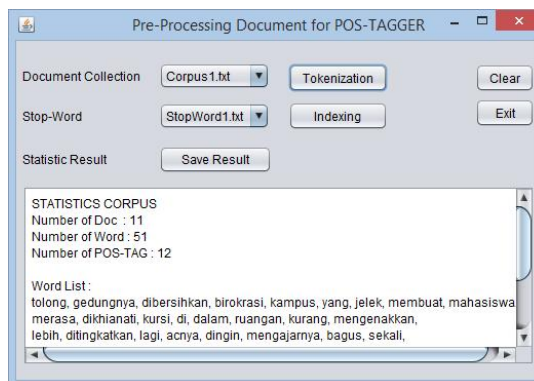 Pre-Processing Document for POS-TAGGER
Document Collection Corpus1.txt Tokenization Clear
Stop-Word StopWord1.txt Indexing Exit
Statistic Result Save Result
STATISTICS CORPUS
Number of Doc : 11
Number of Word : 51
Number of POS-TAG : 12
Word List :
tolong, gedungnya, dibersihkan, birokrasi, kampus, yang, jelek, membuat, mahasiswa
merasa, dikhianati, kursi, di, dalam, ruangan, kurang, mengenakkan,
lebih, ditingkatkan, lagi, acnya, dingin, mengajarnya, bagus, sekali,